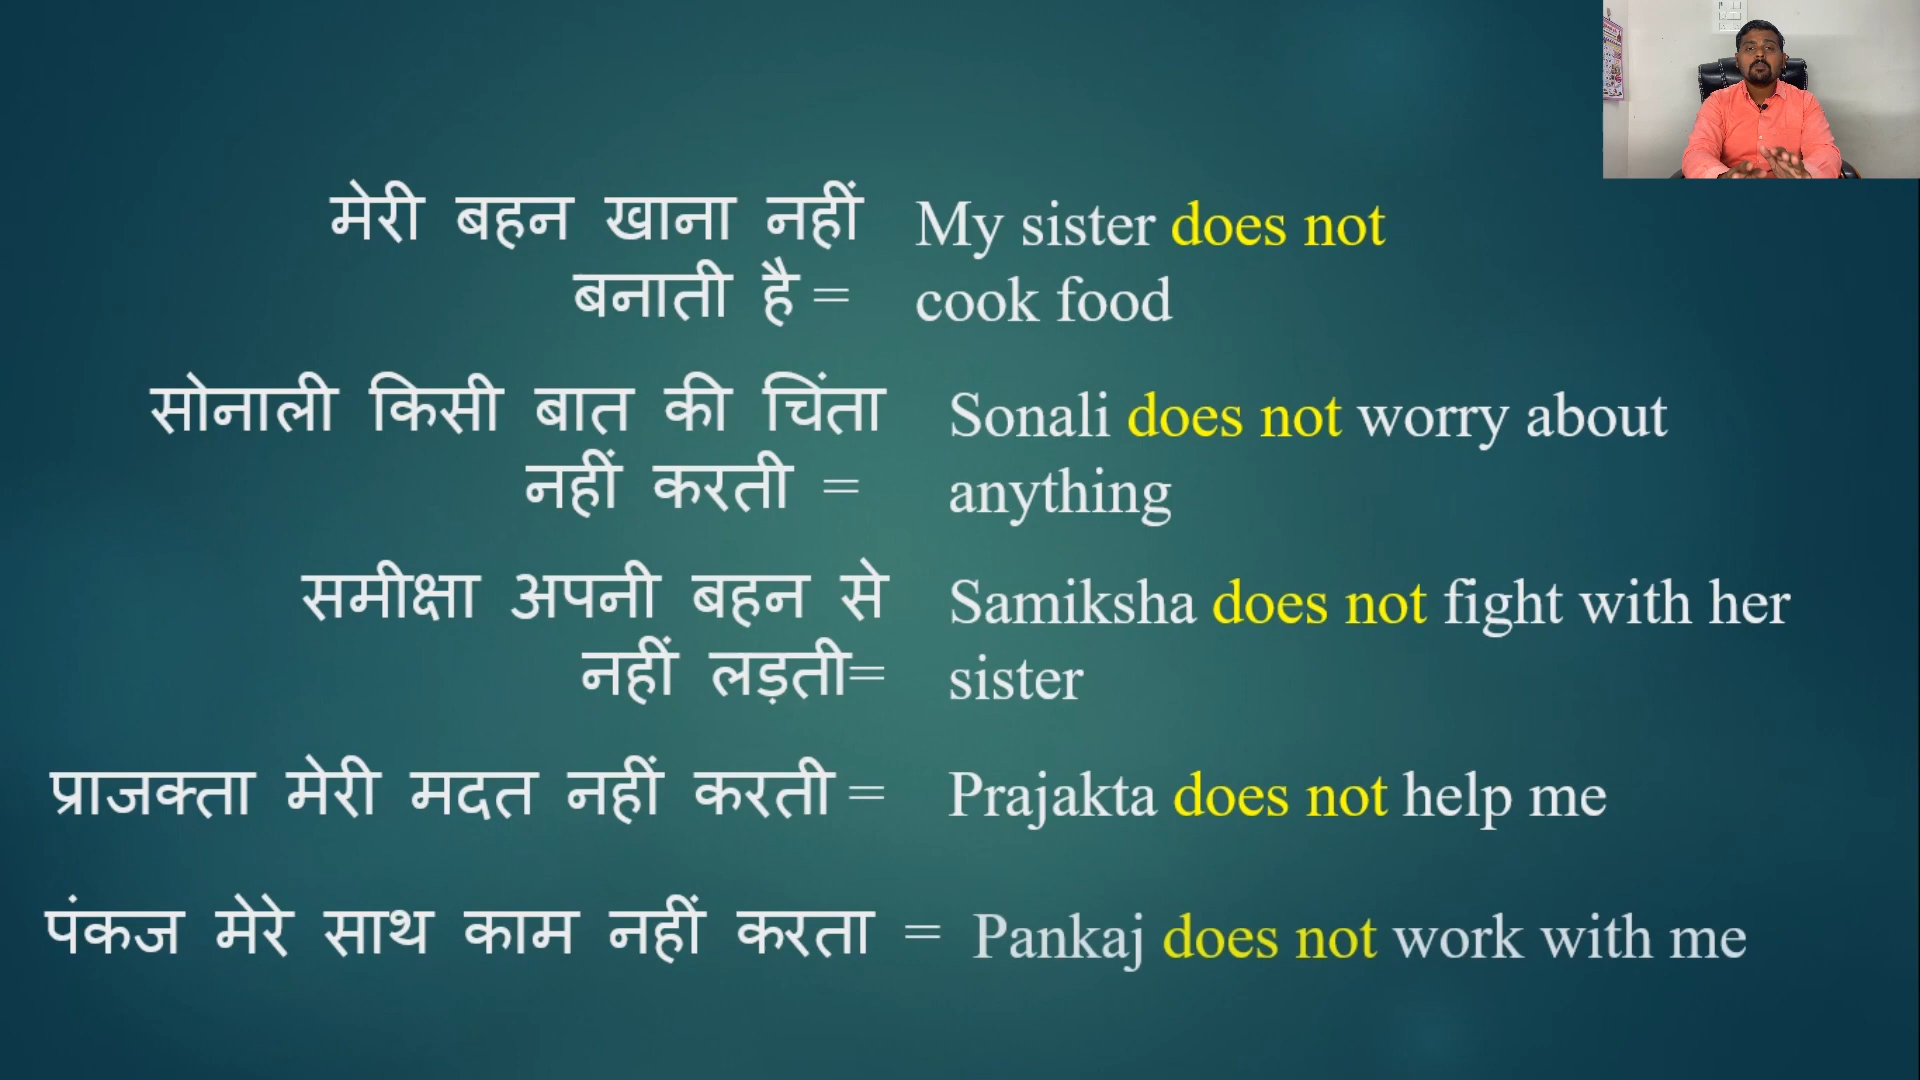 मेरी बहन खाना नहीं
बनाती है =
My sister does not
cook food
सोनाली किसी बात की चिंता
नहीं करती =
Sonali does not worry about
anything
समीक्षा अपनी बहन से
नहीं लड़ती=
Samiksha does not fight with her
sister
प्राजक्ता मेरी मदत नहीं करती = Prajakta does not help me
पंकज मेरे साथ काम नहीं करता = Pankaj does not work with me